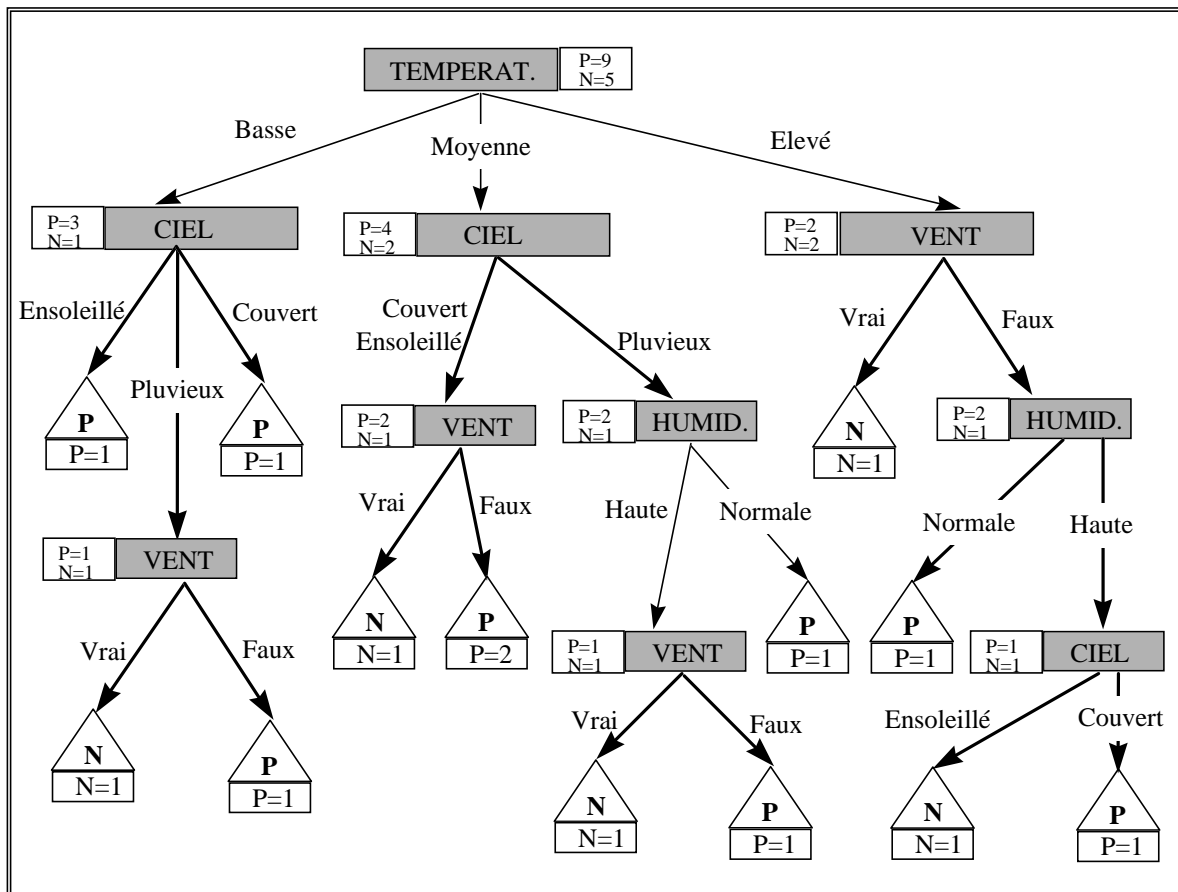 P=9
TEMPERAT.
N=5
Basse
Moyenne
Elevé
P=3
N=1
CIEL
P=4
N=2
CIEL
P=2
N=2
VENT
Ensoleillé
Couvert
Pluvieux
Couvert
Ensoleillé
Pluvieux
Vrai
Faux
P
P=1
P
P=1
P=2
N=1
VENT
P=2
N=1
HUMID.
N
N=1
P=2
N=1
HUMID.
Vrai
Faux
Haute
Normale
Normale
Haute
P=1
N=1
VENT
N
N=1
P
P=2
P
P=1
P
P=1
Vrai
Faux
P=1
N=1
VENT
P=1
N=1
CIEL
N
N=1
P
P=1
Vrai
Faux
Ensoleillé
Couvert
N
N=1
P
P=1
N
N=1
P
P=1